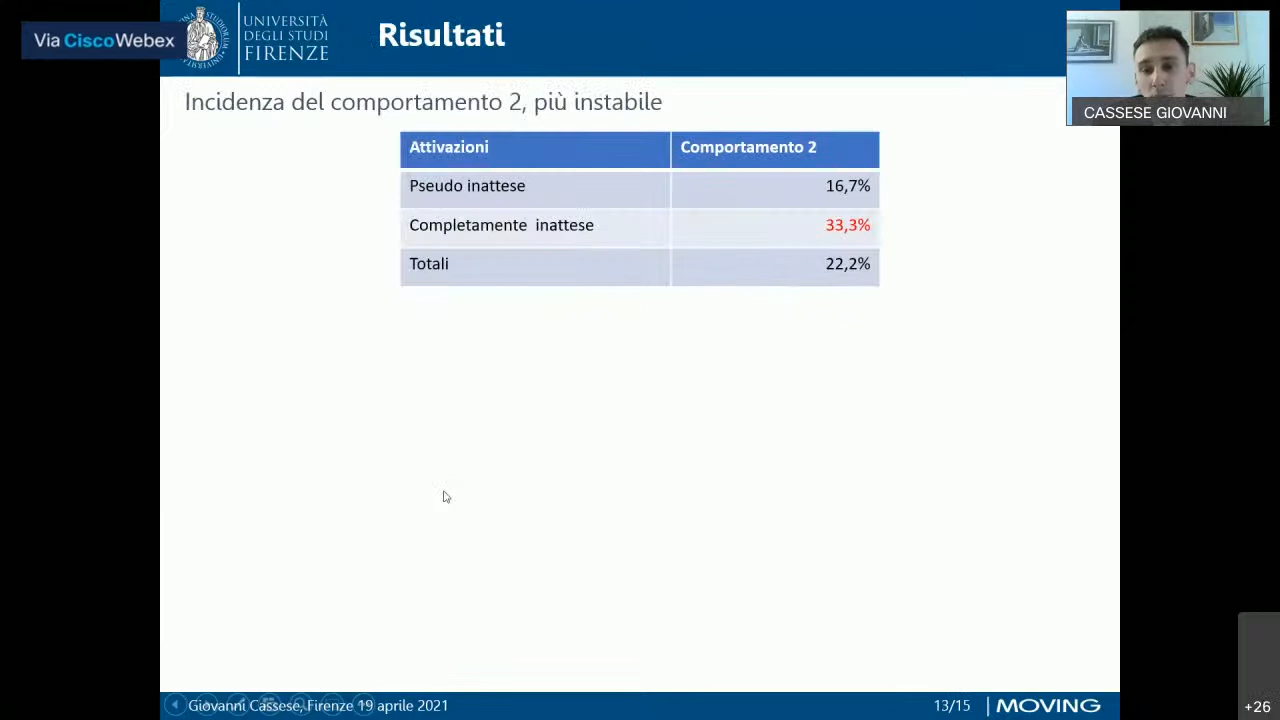 Via CiscoWebex
UNIVERSITÀ
DEGLI STUDI
FIRENZE
Risultati
CASSESE GIOVANNI
Incidenza del comportamento 2, più instabile
Attivazioni Comportamento 2
Pseudo inattese 16,7%
Completamente inattese 33,3%
Totali 22,2%
Giovanni Cassese, Firenze 19 aprile 2021
13/15
MOVING
+26